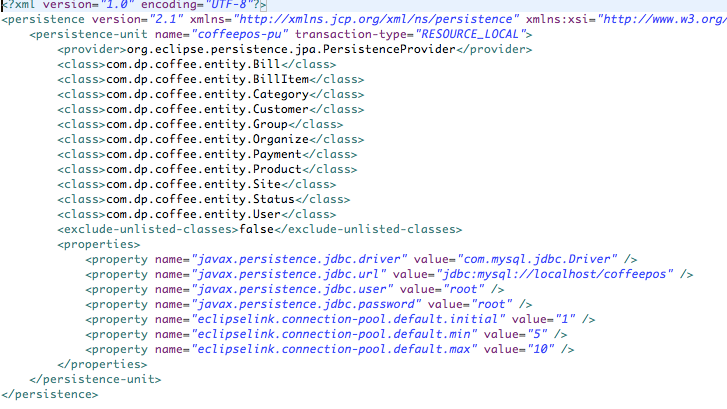 <?xml version="1.0" encoding="UTF-8"?>
<persistence version="2.1" xmlns="http://xmlns.jcp.org/xml/ns/persistence" xmlns:xsi="http://www.w3.org/
<persistence-unit name="coffeepos-pu" transaction-type="RESOURCE_LOCAL">
<provider>org.eclipse.persistence.jpa.PersistenceProvider</provider>
<class>com.dp.coffee.entity.Bill</class>
<class>com.dp.coffee.entity.BillItem</class>
<class>com.dp.coffee.entity.Category</class>
<class>com.dp.coffee.entity.Customer</class>
<class>com.dp.coffee.entity.Group</class>
<class>com.dp.coffee.entity.Organize</class>
<class>com.dp.coffee.entity.Payment</class>
<class>com.dp.coffee.entity.Product</class>
<class>com.dp.coffee.entity.Site</class>
<class>com.dp.coffee.entity.Status</class>
<class>com.dp.coffee.entity.User</class>
<exclude-unlisted-classes>false</exclude-unlisted-classes>
<properties>
<property name="javax.persistence.jdbc.driver" value="com.mysql.jdbc.Driver" />
<property name="javax.persistence.jdbc.url" value="jdbc:mysql://localhost/coffeepos" />
<property name="javax.persistence.jdbc.user" value="root" />
<property name="javax.persistence.jdbc.password" value="root" />
<property name="eclipselink.connection-pool.default.initial" value="1" />
<property name="eclipselink.connection-pool.default.min" value="5" />
<property name="eclipselink.connection-pool.default.max" value="10" />
</properties>
</persistence-unit>
</persistence>